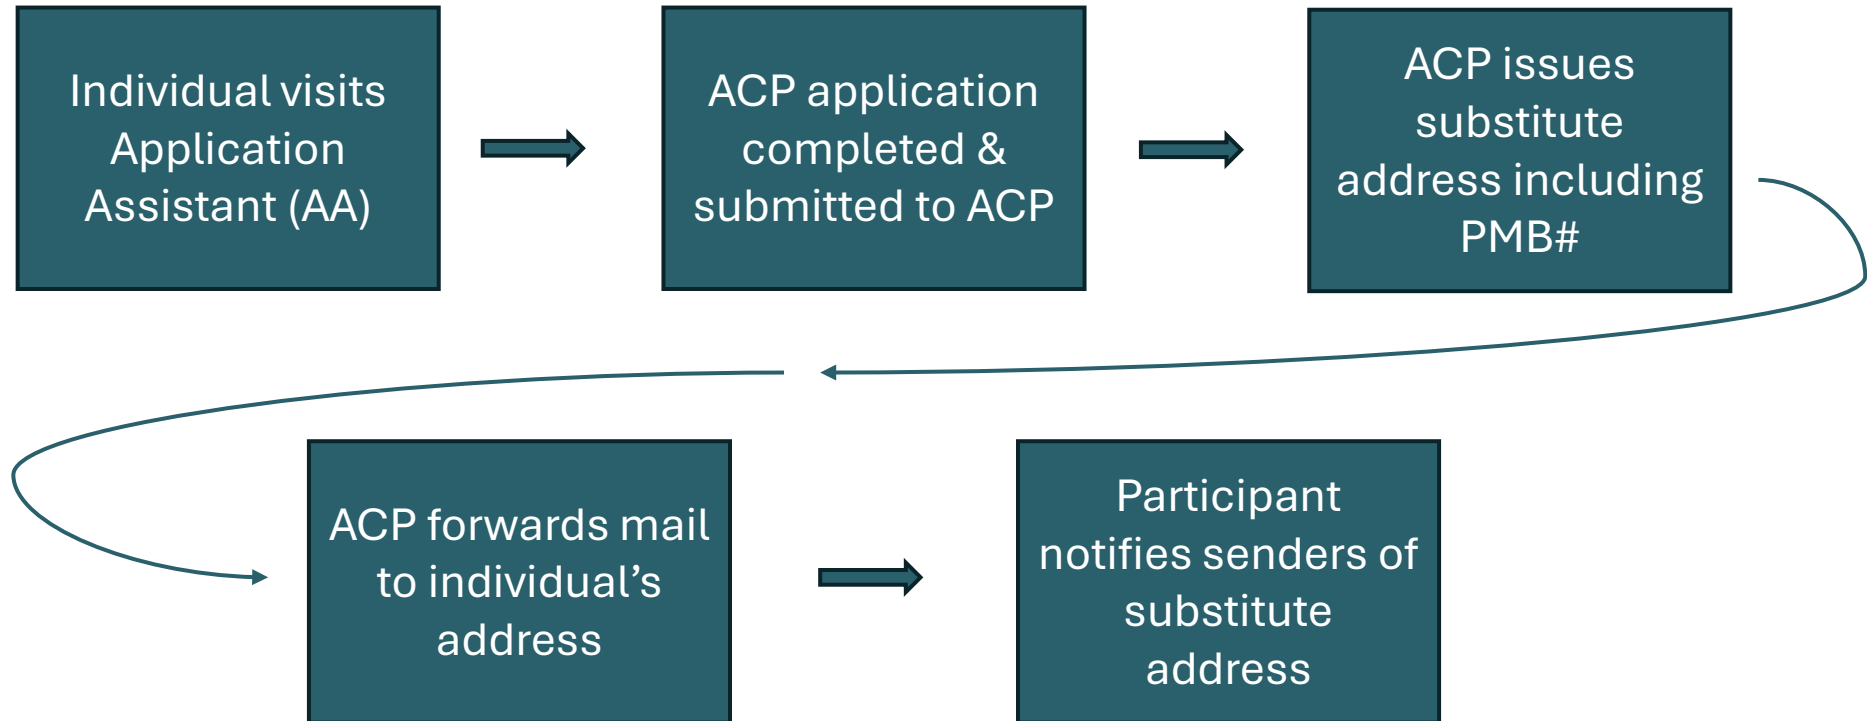 Individual visits
Application
Assistant (AA)
ACP application
completed &
submitted to ACP
ACP issues
substitute
address including
PMB#
ACP forwards mail
to individual’s
address
Participant
notifies senders of
substitute
address